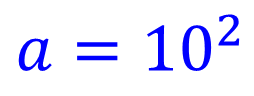 a = 10²